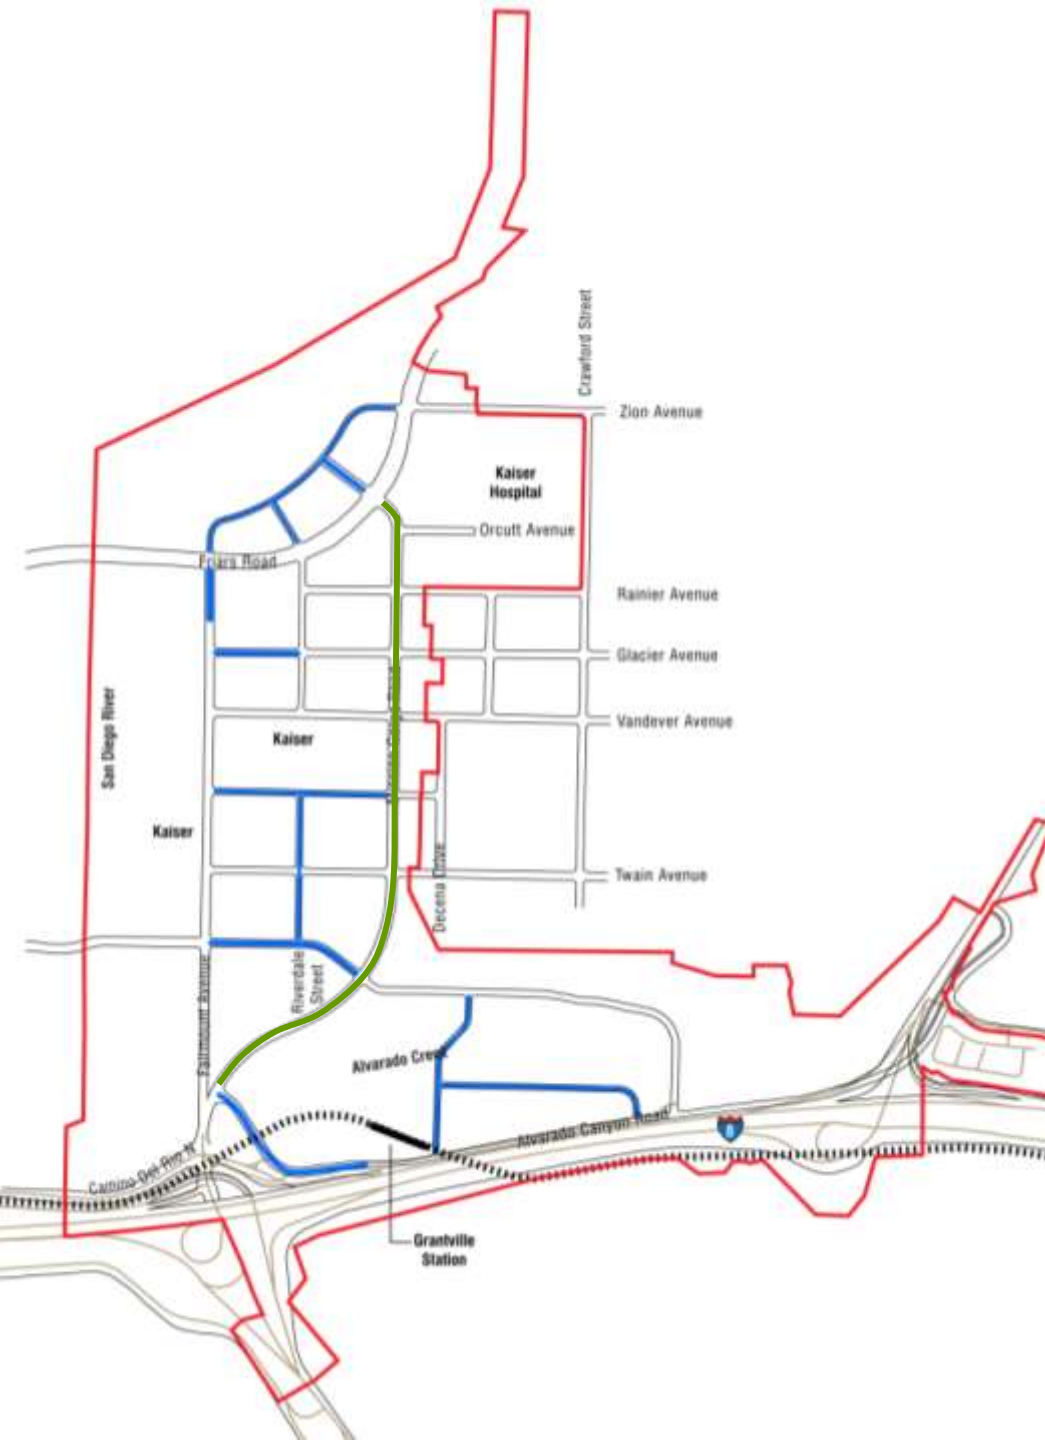 Crawford Street
Zion Avenue
Kaiser
Hospital
Orcutt Avenue
Friars Road
Rainier Avenue
Glacier Avenue
San Diego River
Vandever Avenue
Kaiser
Kaiser
Twain Avenue
Decena Drive
Riverdale
Street
Fairmount Avenue
Alvarado Creek
Alvarado Canyon Road
8
Camino Del Rio N
Grantville
Station